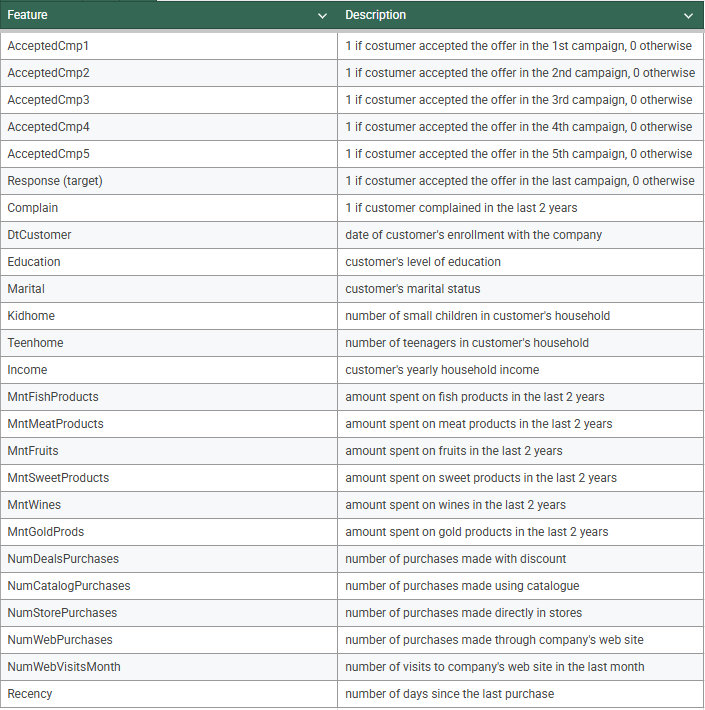 Feature Description
AcceptedCmp1 1 if costumer accepted the offer in the 1st campaign, 0 otherwise
AcceptedCmp2 1 if costumer accepted the offer in the 2nd campaign, 0 otherwise
AcceptedCmp3 1 if costumer accepted the offer in the 3rd campaign, 0 otherwise
AcceptedCmp4 1 if costumer accepted the offer in the 4th campaign, 0 otherwise
AcceptedCmp5 1 if costumer accepted the offer in the 5th campaign, 0 otherwise
Response (target) 1 if costumer accepted the offer in the last campaign, 0 otherwise
Complain 1 if customer complained in the last 2 years
DtCustomer date of customer's enrollment with the company
Education customer's level of education
Marital customer's marital status
Kidhome number of small children in customer's household
Teenhome number of teenagers in customer's household
Income customer's yearly household income
MntFishProducts amount spent on fish products in the last 2 years
MntMeatProducts amount spent on meat products in the last 2 years
MntFruits amount spent on fruits in the last 2 years
MntSweetProducts amount spent on sweet products in the last 2 years
MntWines amount spent on wines in the last 2 years
MntGoldProds amount spent on gold products in the last 2 years
NumDealsPurchases number of purchases made with discount
NumCatalogPurchases number of purchases made using catalogue
NumStorePurchases number of purchases made directly in stores
NumWebPurchases number of purchases made through company's web site
NumWebVisitsMonth number of visits to company's web site in the last month
Recency number of days since the last purchase